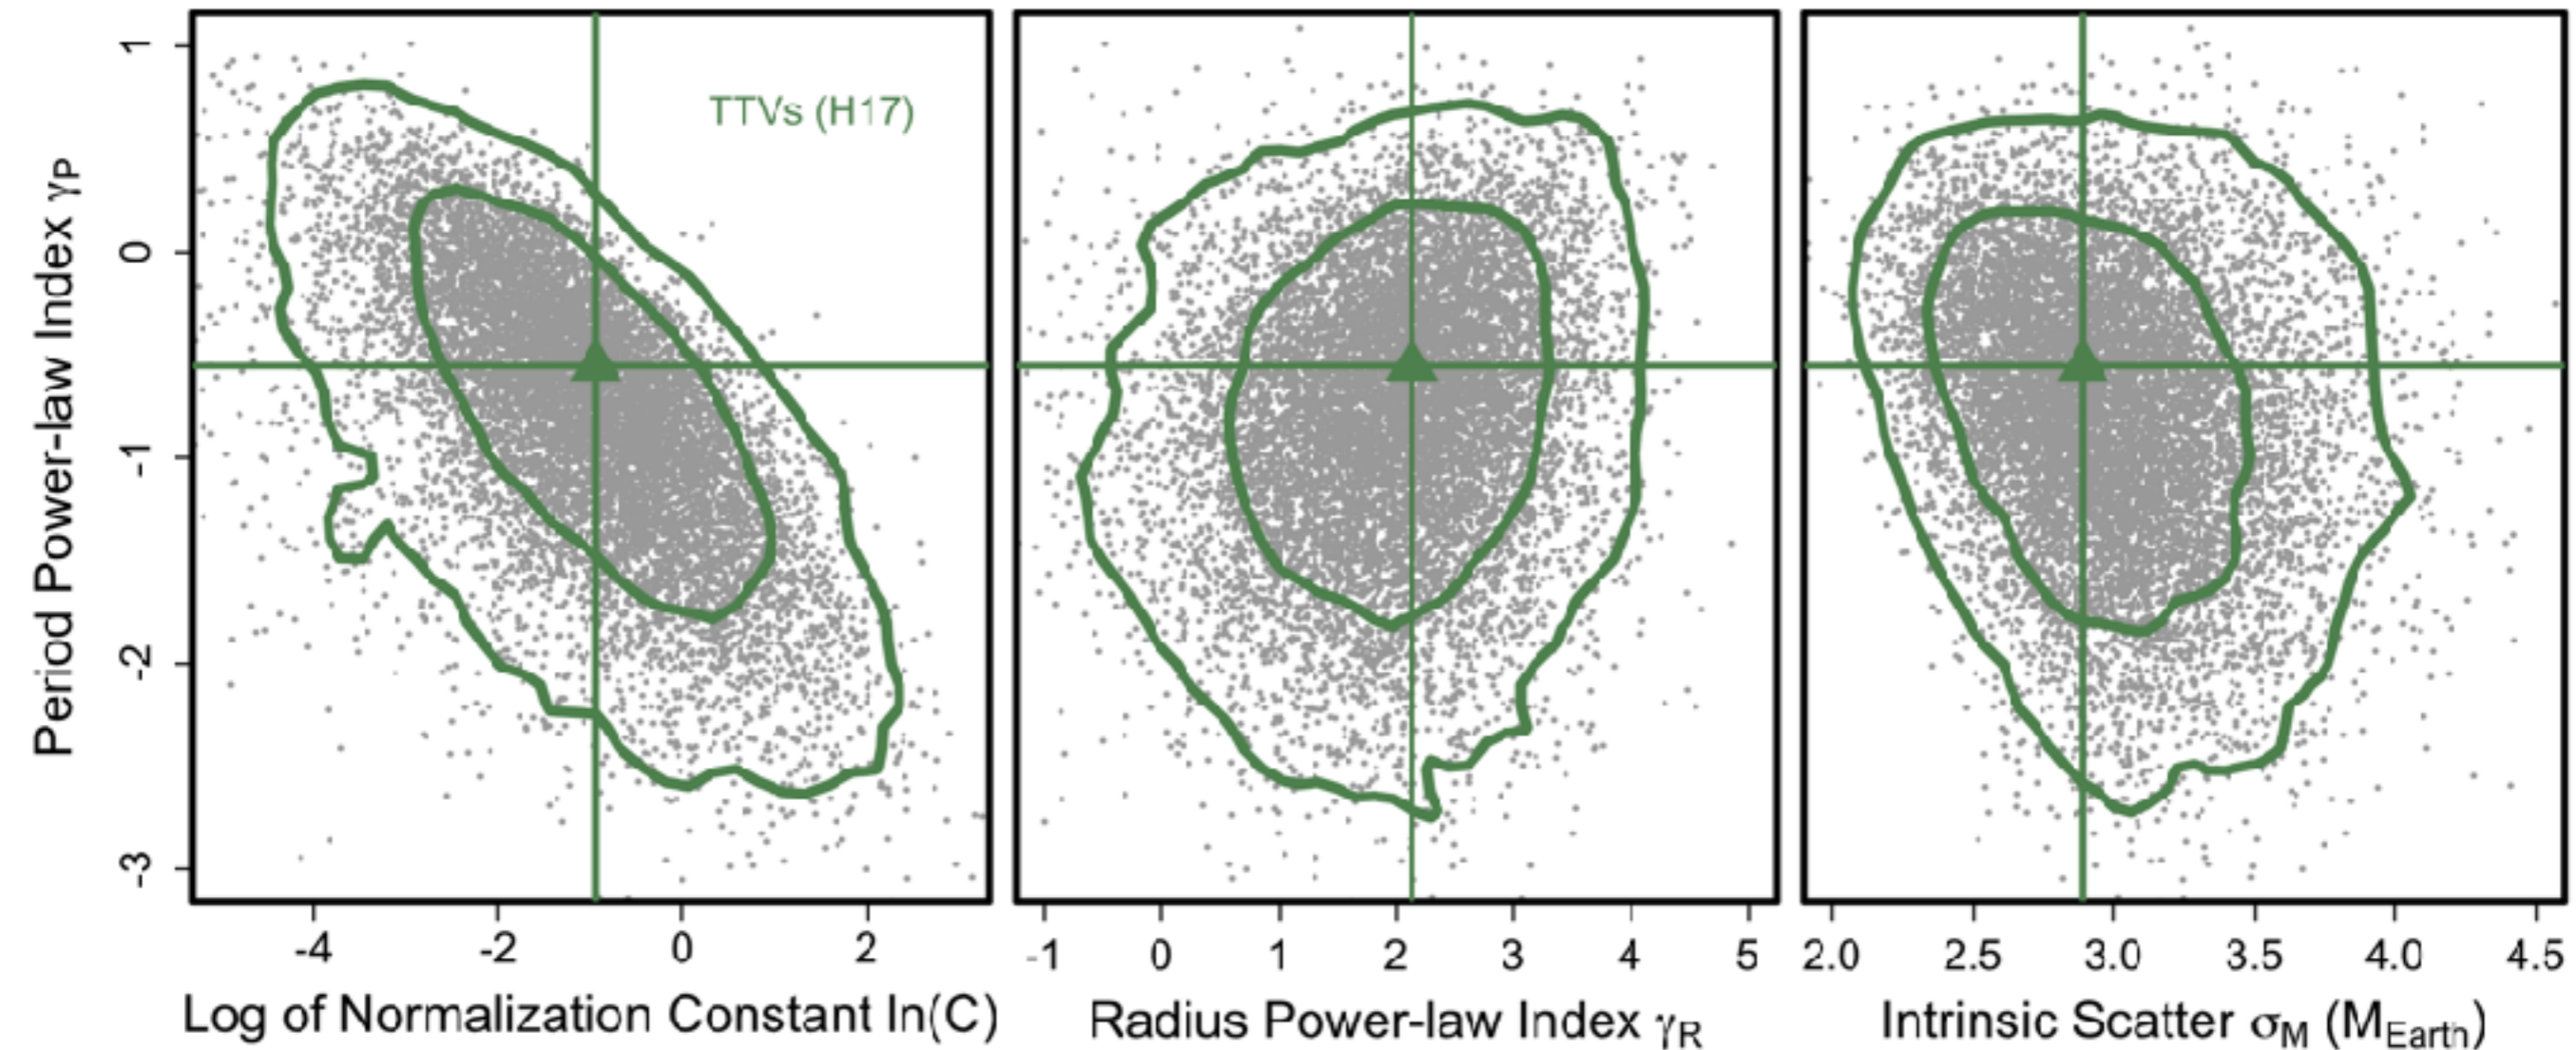 Period Power-law Index γP
1
0
-1
-2
-3
TTVs (H17)
-4 -2 0 2
-1 0 1 2 3 4 5
2.0 2.5 3.0 3.5 4.0 4.5
Log of Normalization Constant ln(C)
Radius Power-law Index γR
Intrinsic Scatter σM (MEarth)